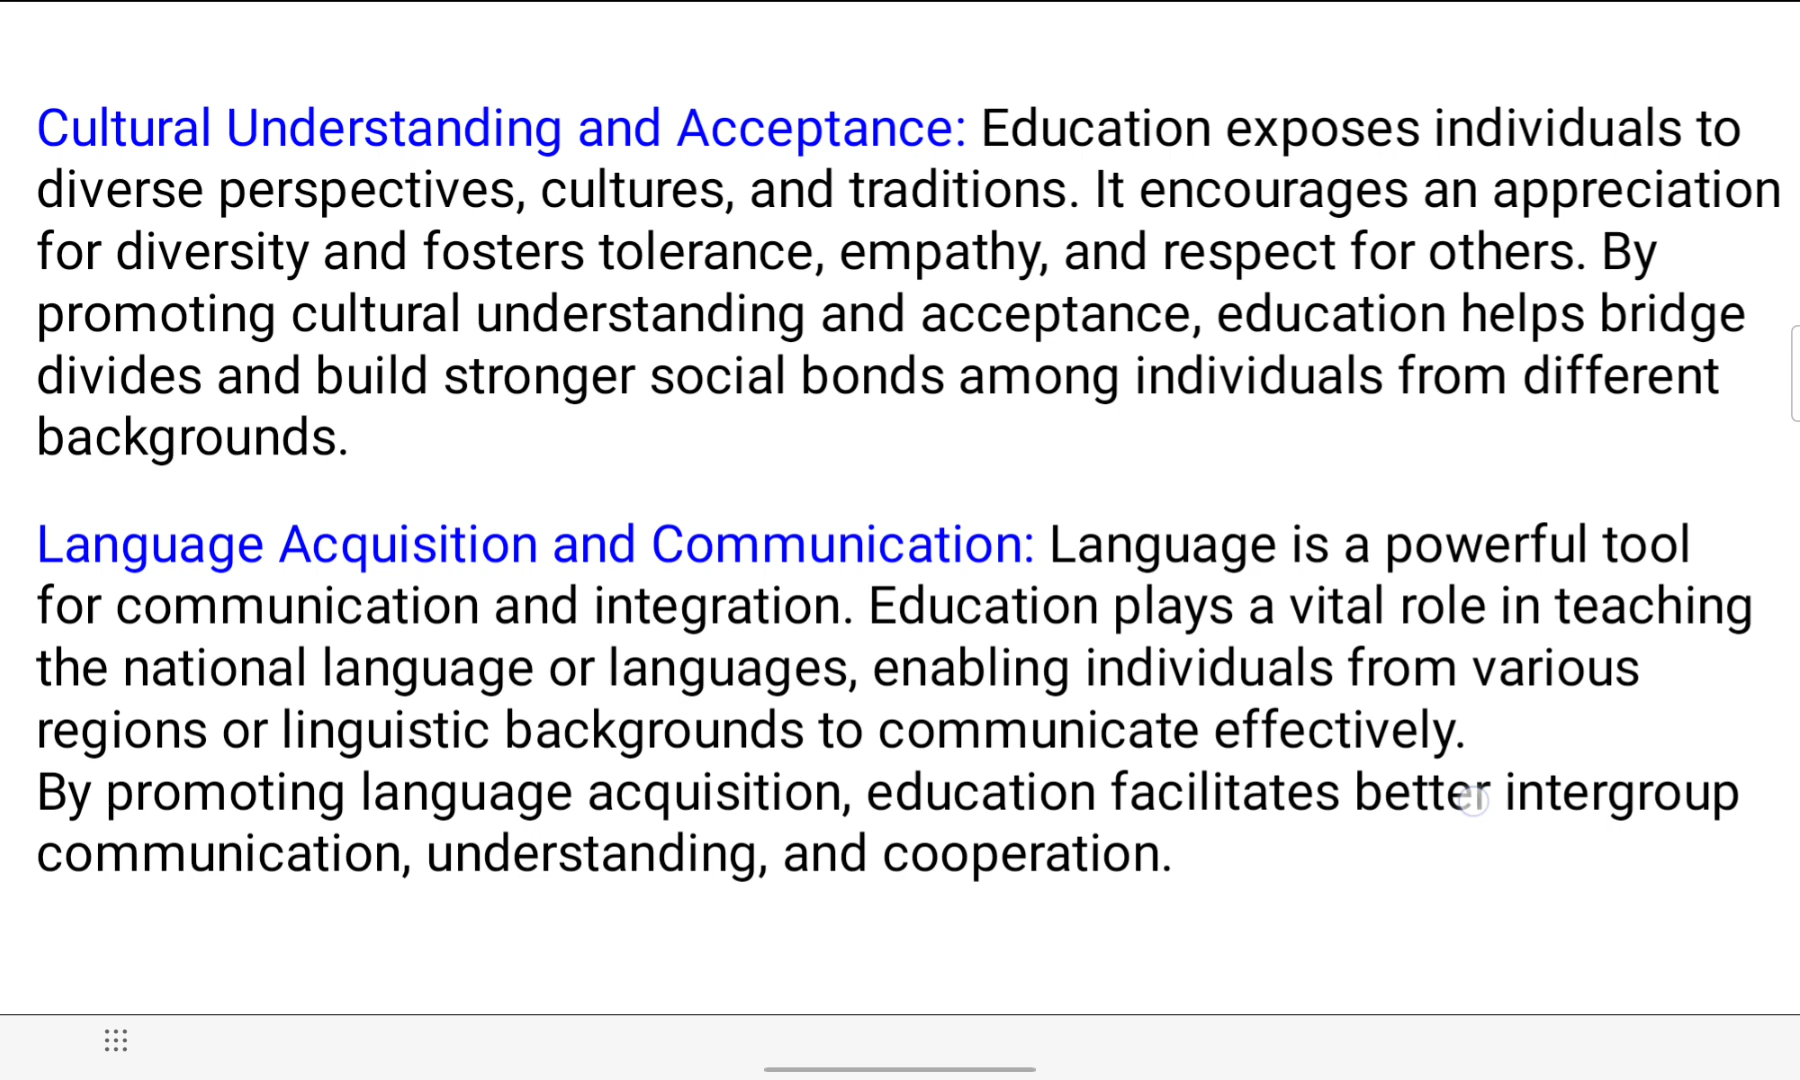 Cultural Understanding and Acceptance: Education exposes individuals to
diverse perspectives, cultures, and traditions. It encourages an appreciation
for diversity and fosters tolerance, empathy, and respect for others. By
promoting cultural understanding and acceptance, education helps bridge
divides and build stronger social bonds among individuals from different
backgrounds.
Language Acquisition and Communication: Language is a powerful tool
for communication and integration. Education plays a vital role in teaching
the national language or languages, enabling individuals from various
regions or linguistic backgrounds to communicate effectively.
By promoting language acquisition, education facilitates better intergroup
communication, understanding, and cooperation.